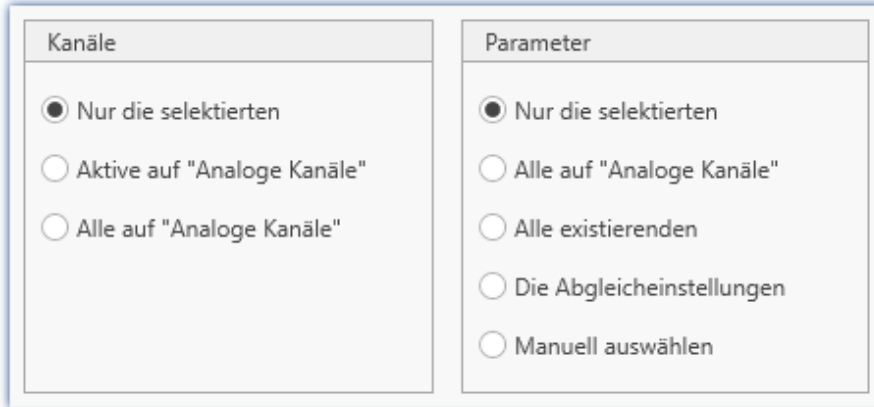 Kanäle
Nur die selektierten
Aktive auf "Analoge Kanäle"
Alle auf "Analoge Kanäle"
Parameter
Nur die selektierten
Alle auf "Analoge Kanäle"
Alle existierenden
Die Abgleicheinstellungen
Manuell auswählen